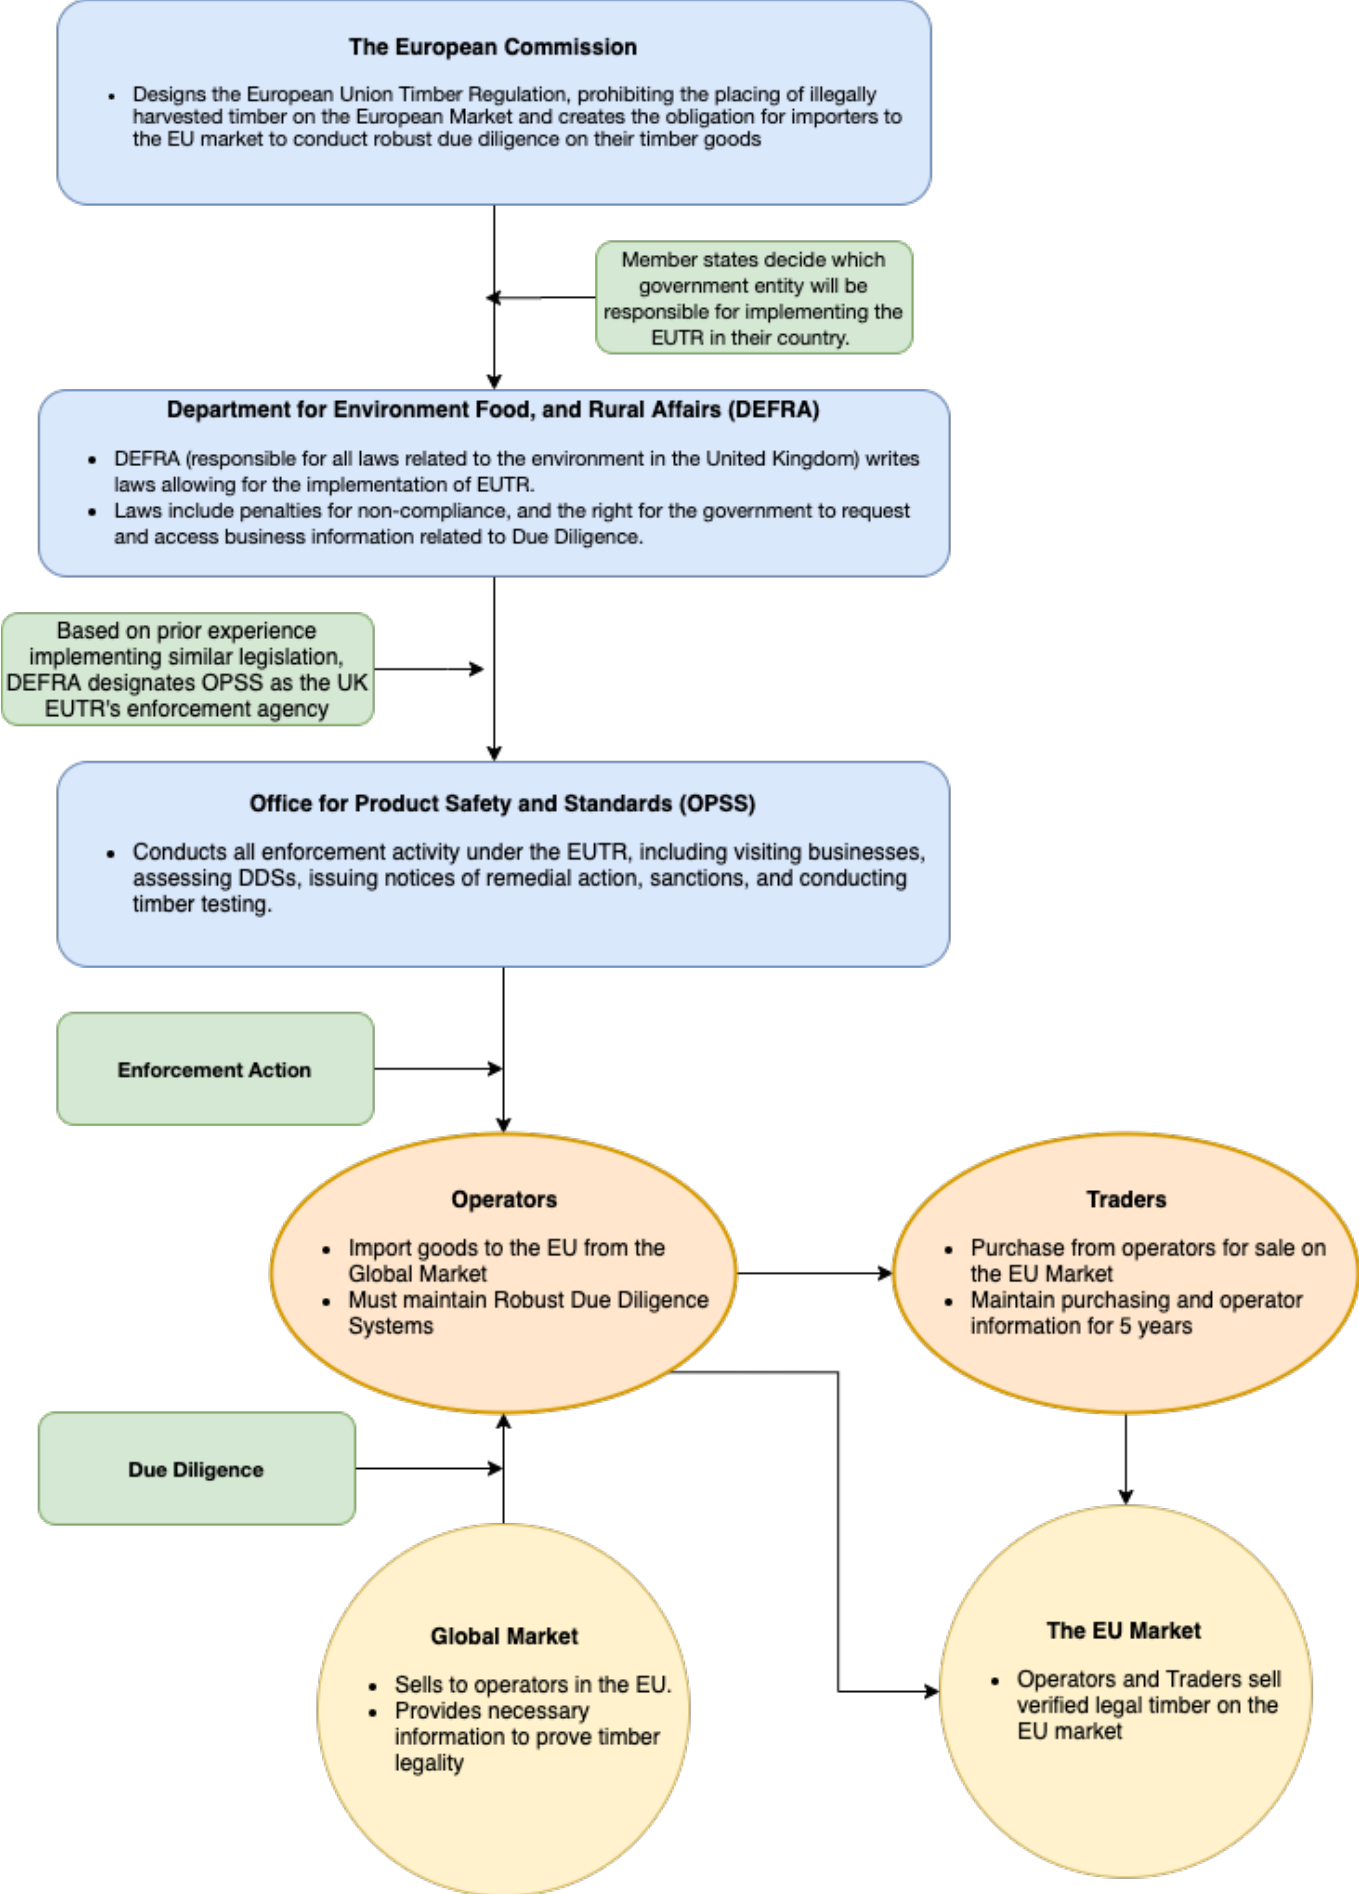 The European Commission
• Designs the European Union Timber Regulation, prohibiting the placing of illegally
harvested timber on the European Market and creates the obligation for importers to
the EU market to conduct robust due diligence on their timber goods
Member states decide which
government entity will be
responsible for implementing the
EUTR in their country.
Department for Environment Food, and Rural Affairs (DEFRA)
• DEFRA (responsible for all laws related to the environment in the United Kingdom) writes
laws allowing for the implementation of EUTR.
• Laws include penalties for non-compliance, and the right for the government to request
and access business information related to Due Diligence.
Based on prior experience
implementing similar legislation,
DEFRA designates OPSS as the UK
EUTR's enforcement agency
Office for Product Safety and Standards (OPSS)
• Conducts all enforcement activity under the EUTR, including visiting businesses,
assessing DDSs, issuing notices of remedial action, sanctions, and conducting
timber testing.
Enforcement Action
Operators
• Import goods to the EU from the
Global Market
• Must maintain Robust Due Diligence
Systems
Traders
• Purchase from operators for sale on
the EU Market
• Maintain purchasing and operator
information for 5 years
Due Diligence
Global Market
• Sells to operators in the EU.
• Provides necessary
information to prove timber
legality
The EU Market
• Operators and Traders sell
verified legal timber on the
EU market